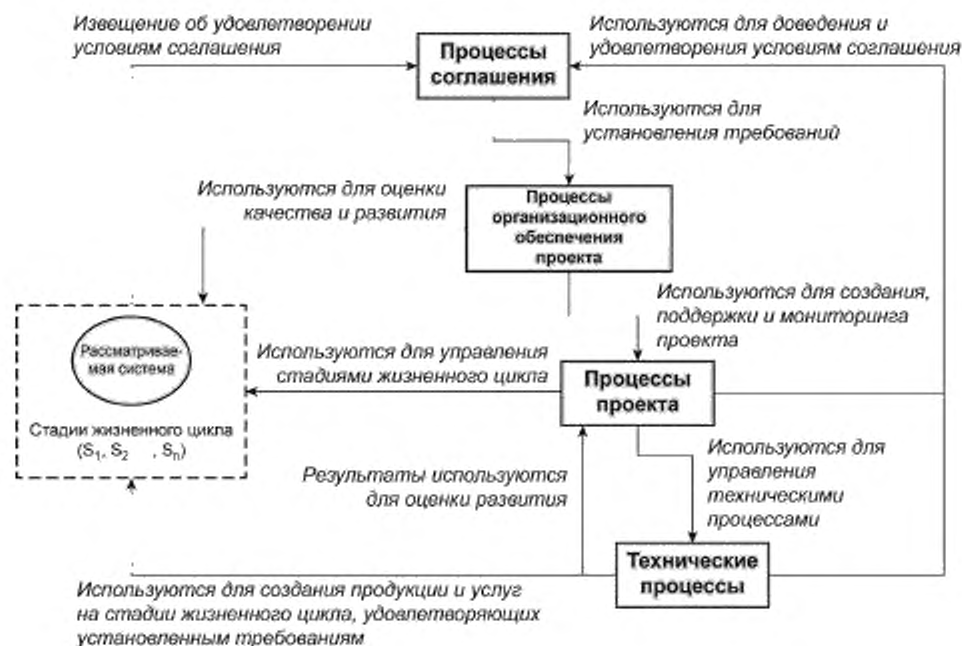 Извещение об удовлетворении
условиям соглашения
Процессы
соглашения
Используются для доведения и
удовлетворения условиям соглашения
Используются для
установления требований
Используются для оценки
качества и развития
Процессы
организационного
обеспечения
проекта
Используются для создания,
поддержки и мониторинга
проекта
Рассматривае-
мая система
Стадии жизненного цикла
(S1, S2 , Sn)
Используются для управления
стадиями жизненного цикла
Процессы
проекта
Результаты используются
для оценки развития
Используются для
управления
техническими
процессами
Технические
процессы
Используются для создания продукции и услуг
на стадии жизненного цикла, удовлетворяющих
установленным требованиям